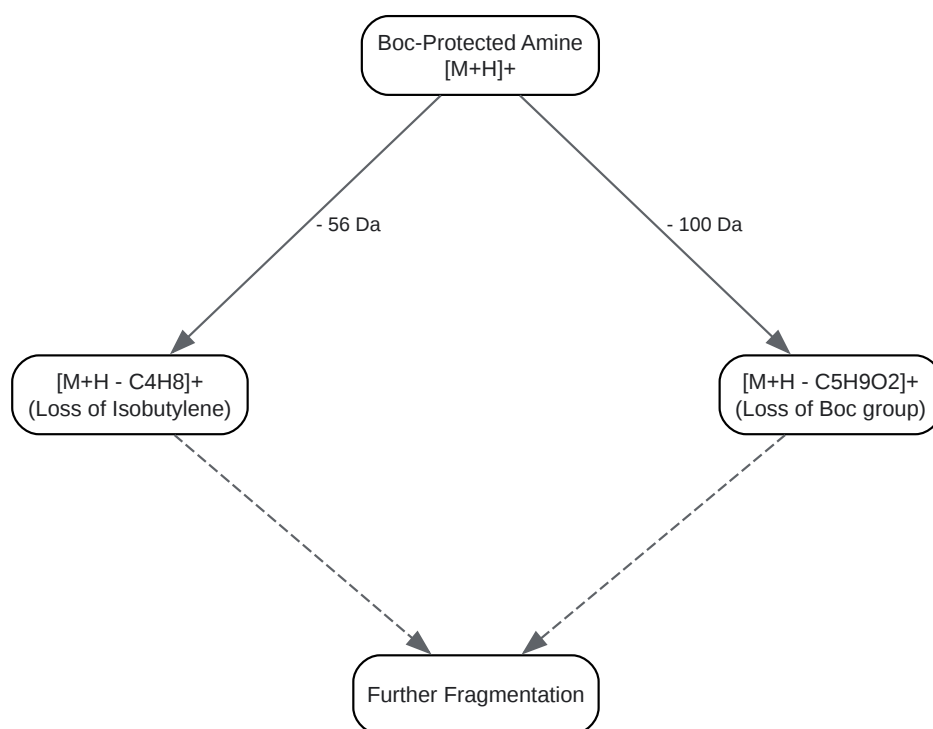 Boc-Protected Amine
[M+H]+
- 56 Da
- 100 Da
[M+H - C4H8]+
(Loss of Isobutylene)
[M+H - C5H9O2]+
(Loss of Boc group)
Further Fragmentation